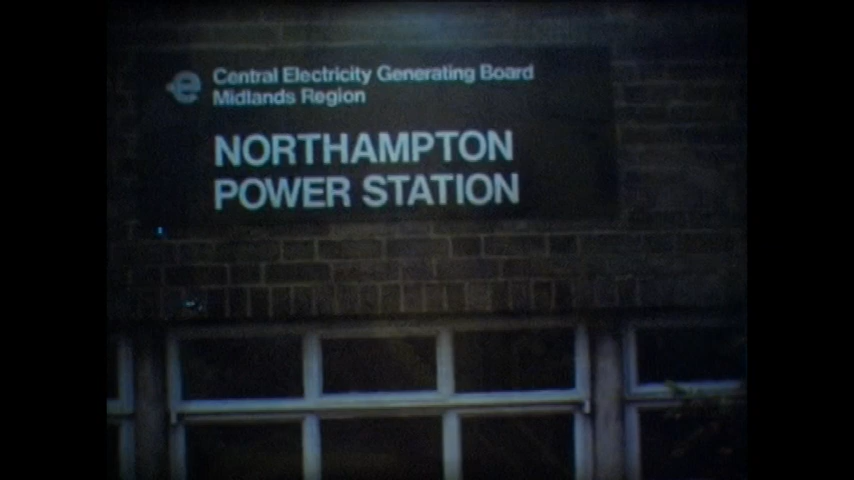 Central Electricity Generating Board
Midlands Region
NORTHAMPTON
POWER STATION